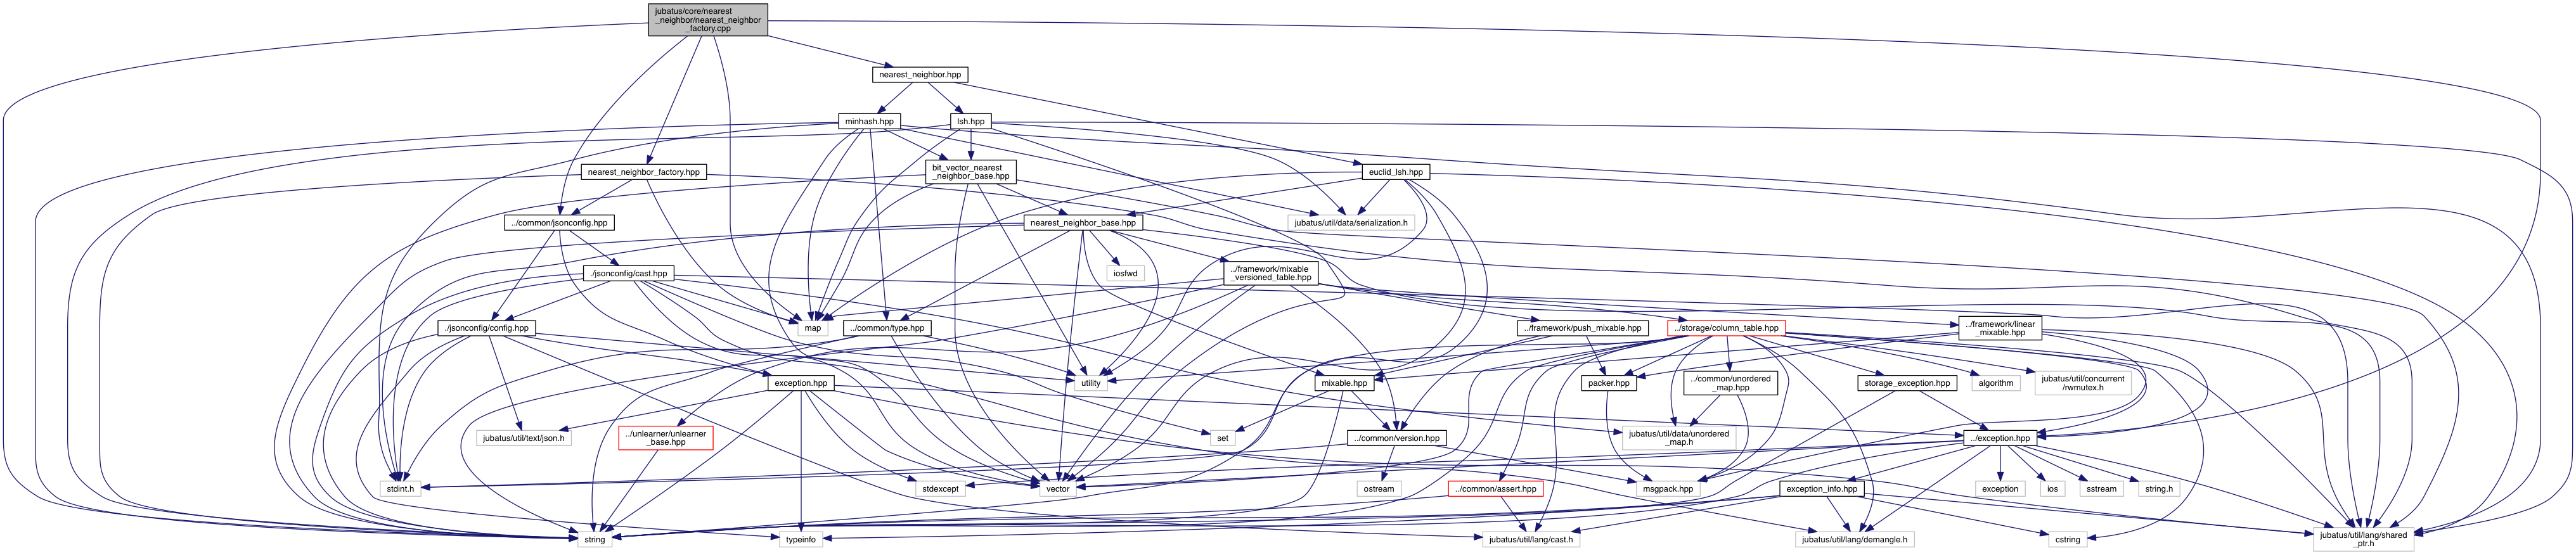 jubatus/core/nearest
_neighbor/nearest_neighbor
_factory.cpp
nearest_neighbor.hpp
minhash.hpp
lsh.hpp
nearest_neighbor_factory.hpp
bit_vector_nearest
_neighbor_base.hpp
euclid_lsh.hpp
../common/jsonconfig.hpp
nearest_neighbor_base.hpp
jubatus/util/data/serialization.h
./jsonconfig/cast.hpp
iosfwd
../framework/mixable
_versioned_table.hpp
./jsonconfig/config.hpp
map
../common/type.hpp
../framework/push_mixable.hpp
../storage/column_table.hpp
../framework/linear
_mixable.hpp
exception.hpp
utility
mixable.hpp
packer.hpp
../common/unordered
_map.hpp
storage_exception.hpp
algorithm
jubatus/util/concurrent
/rwmutex.h
jubatus/util/text/json.h
../unlearner/unlearner
_base.hpp
set
../common/version.hpp
jubatus/util/data/unordered
_map.h
../exception.hpp
stdint.h
stdexcept
vector
ostream
../common/assert.hpp
msgpack.hpp
exception_info.hpp
exception
ios
sstream
string.h
string
typeinfo
jubatus/util/lang/cast.h
jubatus/util/lang/demangle.h
cstring
jubatus/util/lang/shared
_ptr.h